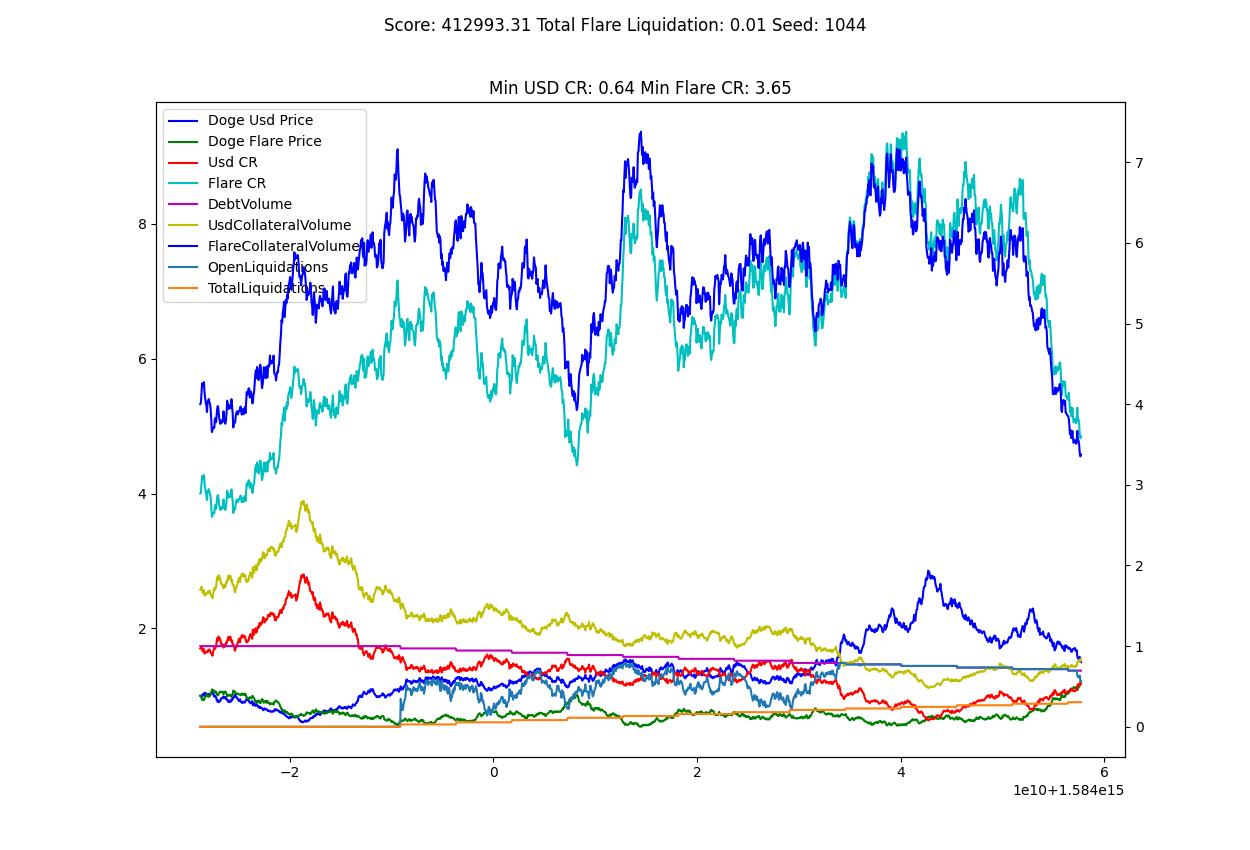 Score: 412993.31 Total Flare Liquidation: 0.01 Seed: 1044
Min USD CR: 0.64 Min Flare CR: 3.65
Doge Usd Price
Doge Flare Price
Usd CR
Flare CR
DebtVolume
UsdCollateralVolume
FlareCollateralVolume
OpenLiquidations
TotalLiquidations
8
6
4
2
7
6
5
4
3
2
1
0
−2
0
2
4
6
1e10+1.584e15